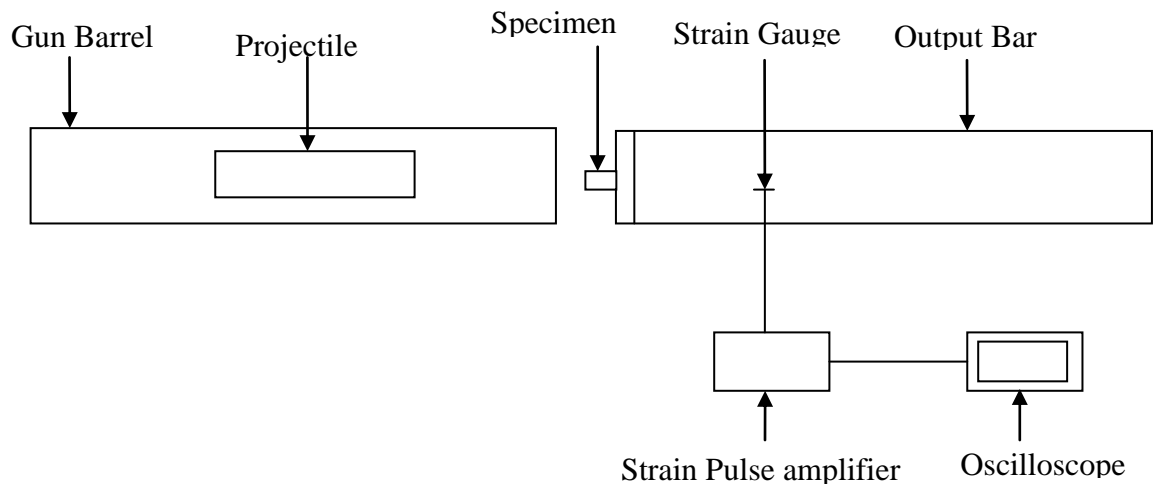 Gun Barrel
Projectile
Specimen
Strain Gauge
Output Bar
Strain Pulse amplifier
Oscilloscope